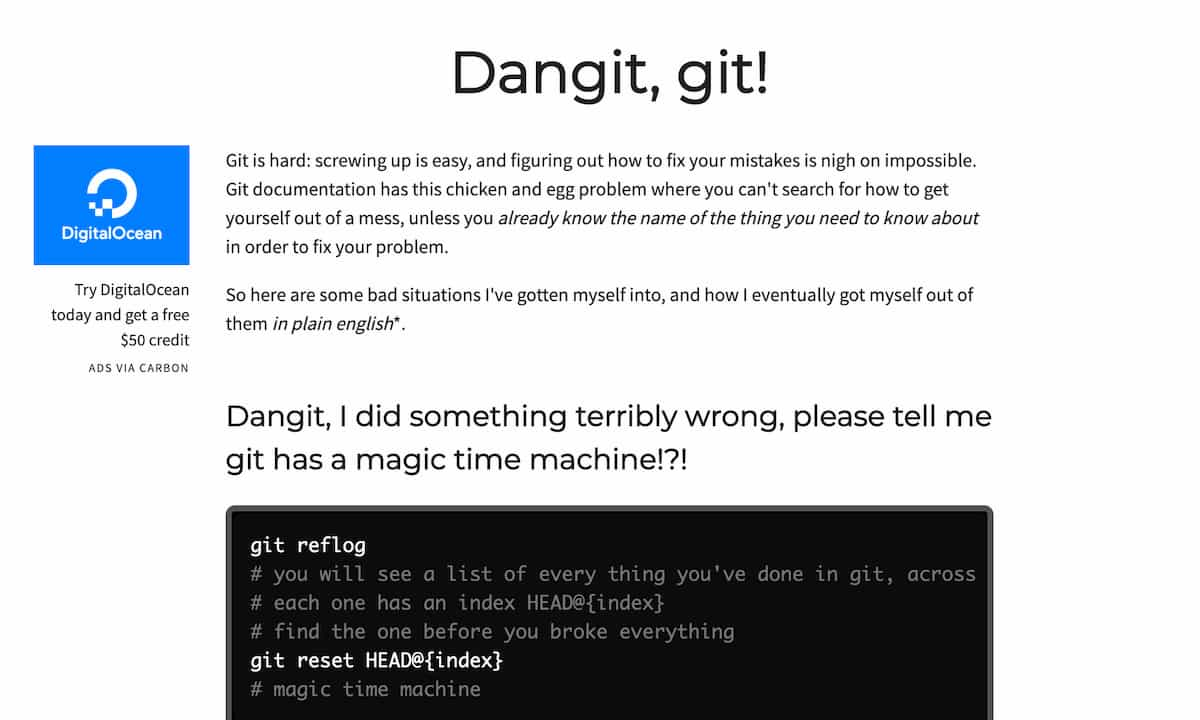 Dangit, git!
DigitalOcean
Try DigitalOcean
today and get a free
$50 credit
ADS VIA CARBON
Git is hard: screwing up is easy, and figuring out how to fix your mistakes is nigh on impossible.
Git documentation has this chicken and egg problem where you can't search for how to get
yourself out of a mess, unless you already know the name of the thing you need to know about
in order to fix your problem.
So here are some bad situations I've gotten myself into, and how I eventually got myself out of
them in plain english*.
Dangit, I did something terribly wrong, please tell me
git has a magic time machine!?!
git reflog
# you will see a list of every thing you've done in git, across
# each one has an index HEAD@{index}
# find the one before you broke everything
git reset HEAD@{index}
# magic time machine